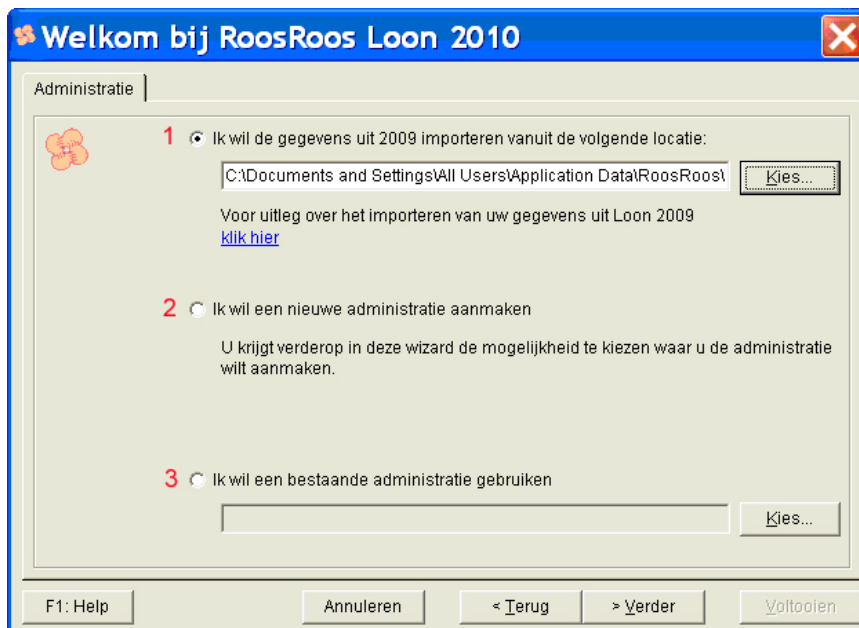 Welkom bij RoosRoos Loon 2010
Administratie
1 Ik wil de gegevens uit 2009 importeren vanuit de volgende locatie:
C:\Documents and Settings\All Users\Application Data\RoosRoos\
Kies...
Voor uitleg over het importeren van uw gegevens uit Loon 2009
klik hier
2 Ik wil een nieuwe administratie aanmaken
U krijgt verderop in deze wizard de mogelijkheid te kiezen waar u de administratie
wilt aanmaken.
3 Ik wil een bestaande administratie gebruiken
Kies...
F1: Help
Annuleren
< Terug
> Verder
Voltooien